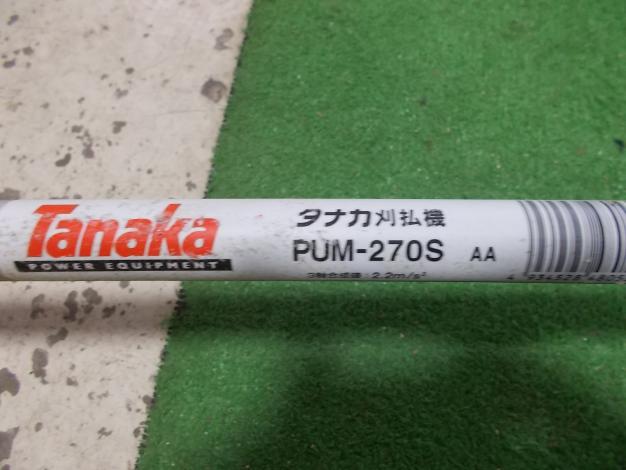 Tanaka
POWER EQUIPMENT
タナカ刈払機
PUM-270S AA
3軸合成値：2.2m/s²